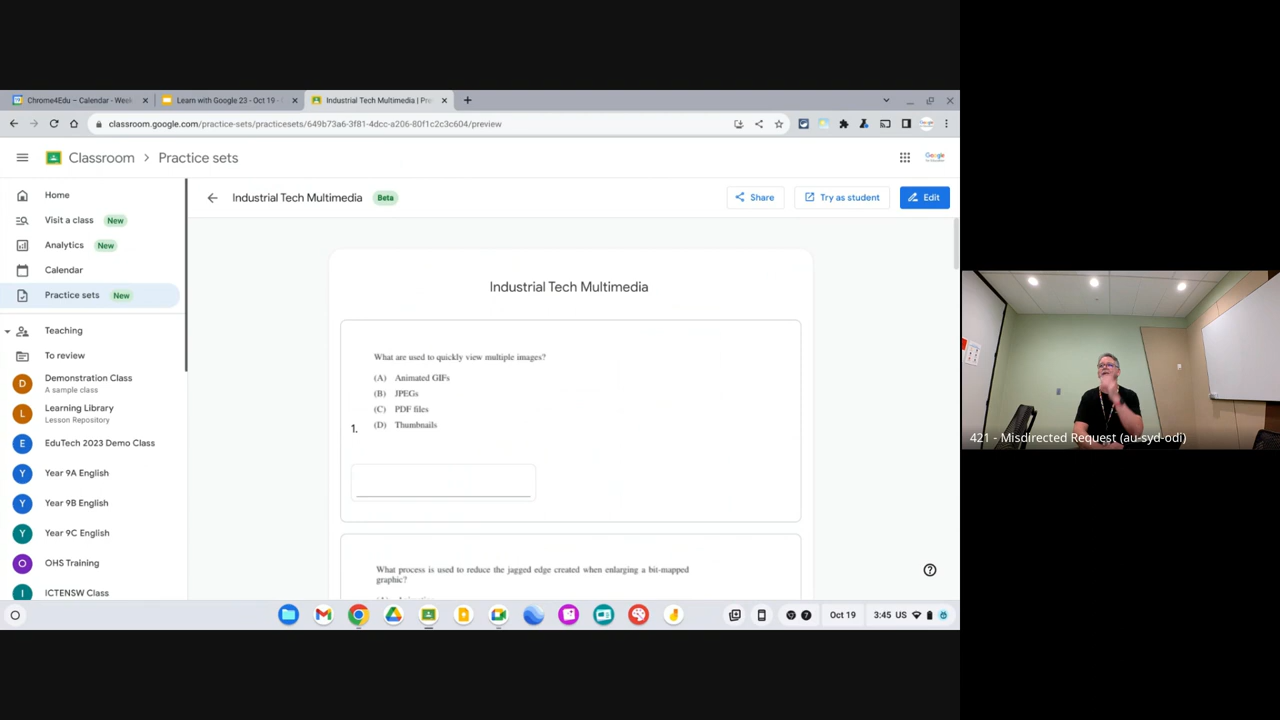 Chrome4Edu – Calendar - Week
Learn with Google 23 - Oct 19 -
Industrial Tech Multimedia | Pre
classroom.google.com/practice-sets/practicesets/649b73a6-3f81-4dcc-a206-80f1c2c3c604/preview
Classroom
Practice sets
Google
Home
Visit a class New
Analytics New
Calendar
Practice sets New
Teaching
To review
D
Demonstration Class
A sample class
L
Learning Library
Lesson Repository
E
EduTech 2023 Demo Class
Y
Year 9A English
Y
Year 9B English
Y
Year 9C English
O
OHS Training
I
ICTENSW Class
Industrial Tech Multimedia
Beta
Share
Try as student
Edit
Industrial Tech Multimedia
What are used to quickly view multiple images?
(A) Animated GIFs
(B) JPEGs
(C) PDF files
(D) Thumbnails
1.
What process is used to reduce the jagged edge created when enlarging a bit-mapped
graphic?
Oct 19
3:45 US
421 - Misdirected Request (au-syd-odi)